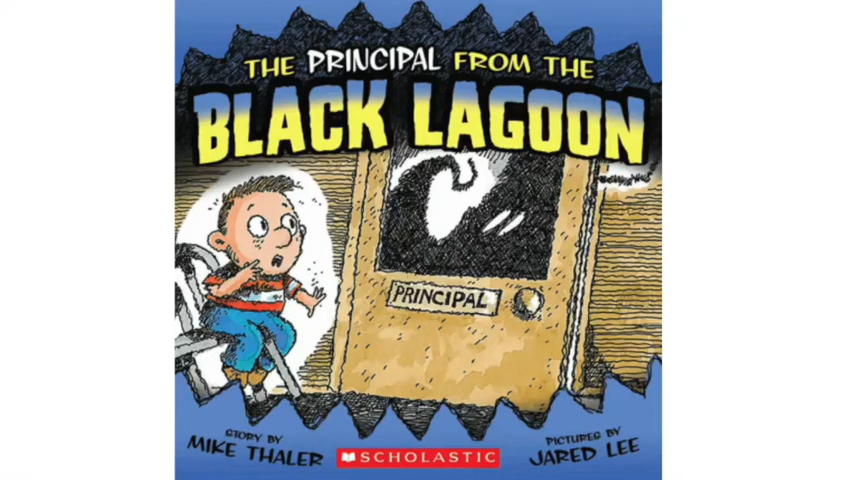 THE PRINCIPAL FROM THE
BLACK LAGOON
PRINCIPAL
STORY BY
MIKE THALER
SCHOLASTIC
PICTURES BY
JARED LEE